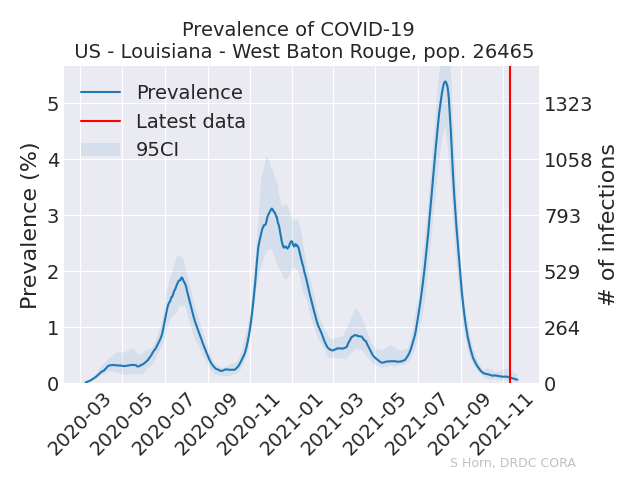 Prevalence of COVID-19
US - Louisiana - West Baton Rouge, pop. 26465
Prevalence
Latest data
95CI
Prevalence (%)
5
4
3
2
1
0
1323
1058
793
529
264
0
# of infections
2020-03
2020-05
2020-07
2020-09
2020-11
2021-01
2021-03
2021-05
2021-07
2021-09
2021-11
S Horn, DRDC CORA